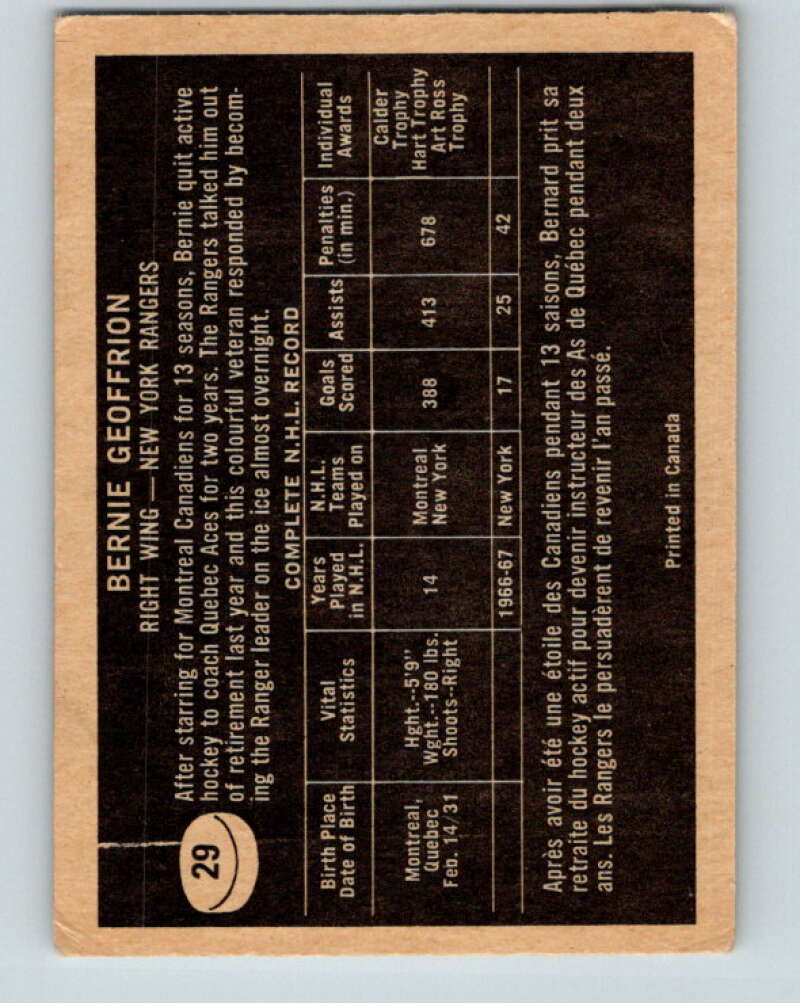 BERNIE GEOFFRION
RIGHT WING — NEW YORK RANGERS
29
After starring for Montreal Canadiens for 13 seasons, Bernie quit active
hockey to coach Quebec Aces for two years. The Rangers talked him out
of retirement last year and this colourful veteran responded by becom-
ing the Ranger leader on the ice almost overnight.
COMPLETE N.H.L. RECORD
Birth Place
Date of Birth
Vital
Statistics
Years
Played
in N.H.L.
N.H.L.
Teams
Played on
Goals
Scored
Assists
Penalties
(in min.)
Individual
Awards
Montreal,
Quebec
Feb. 14/31
Hght.--5'9"
Wght.--180 lbs.
Shoots--Right
14
Montreal
New York
388
413
678
Calder
Trophy
Hart Trophy
Art Ross
Trophy
1966-67
New York
17
25
42
Après avoir été une étoile des Canadiens pendant 13 saisons, Bernard prit sa
retraite du hockey actif pour devenir instructeur des As de Québec pendant deux
ans. Les Rangers le persuadèrent de revenir l'an passé.
Printed in Canada